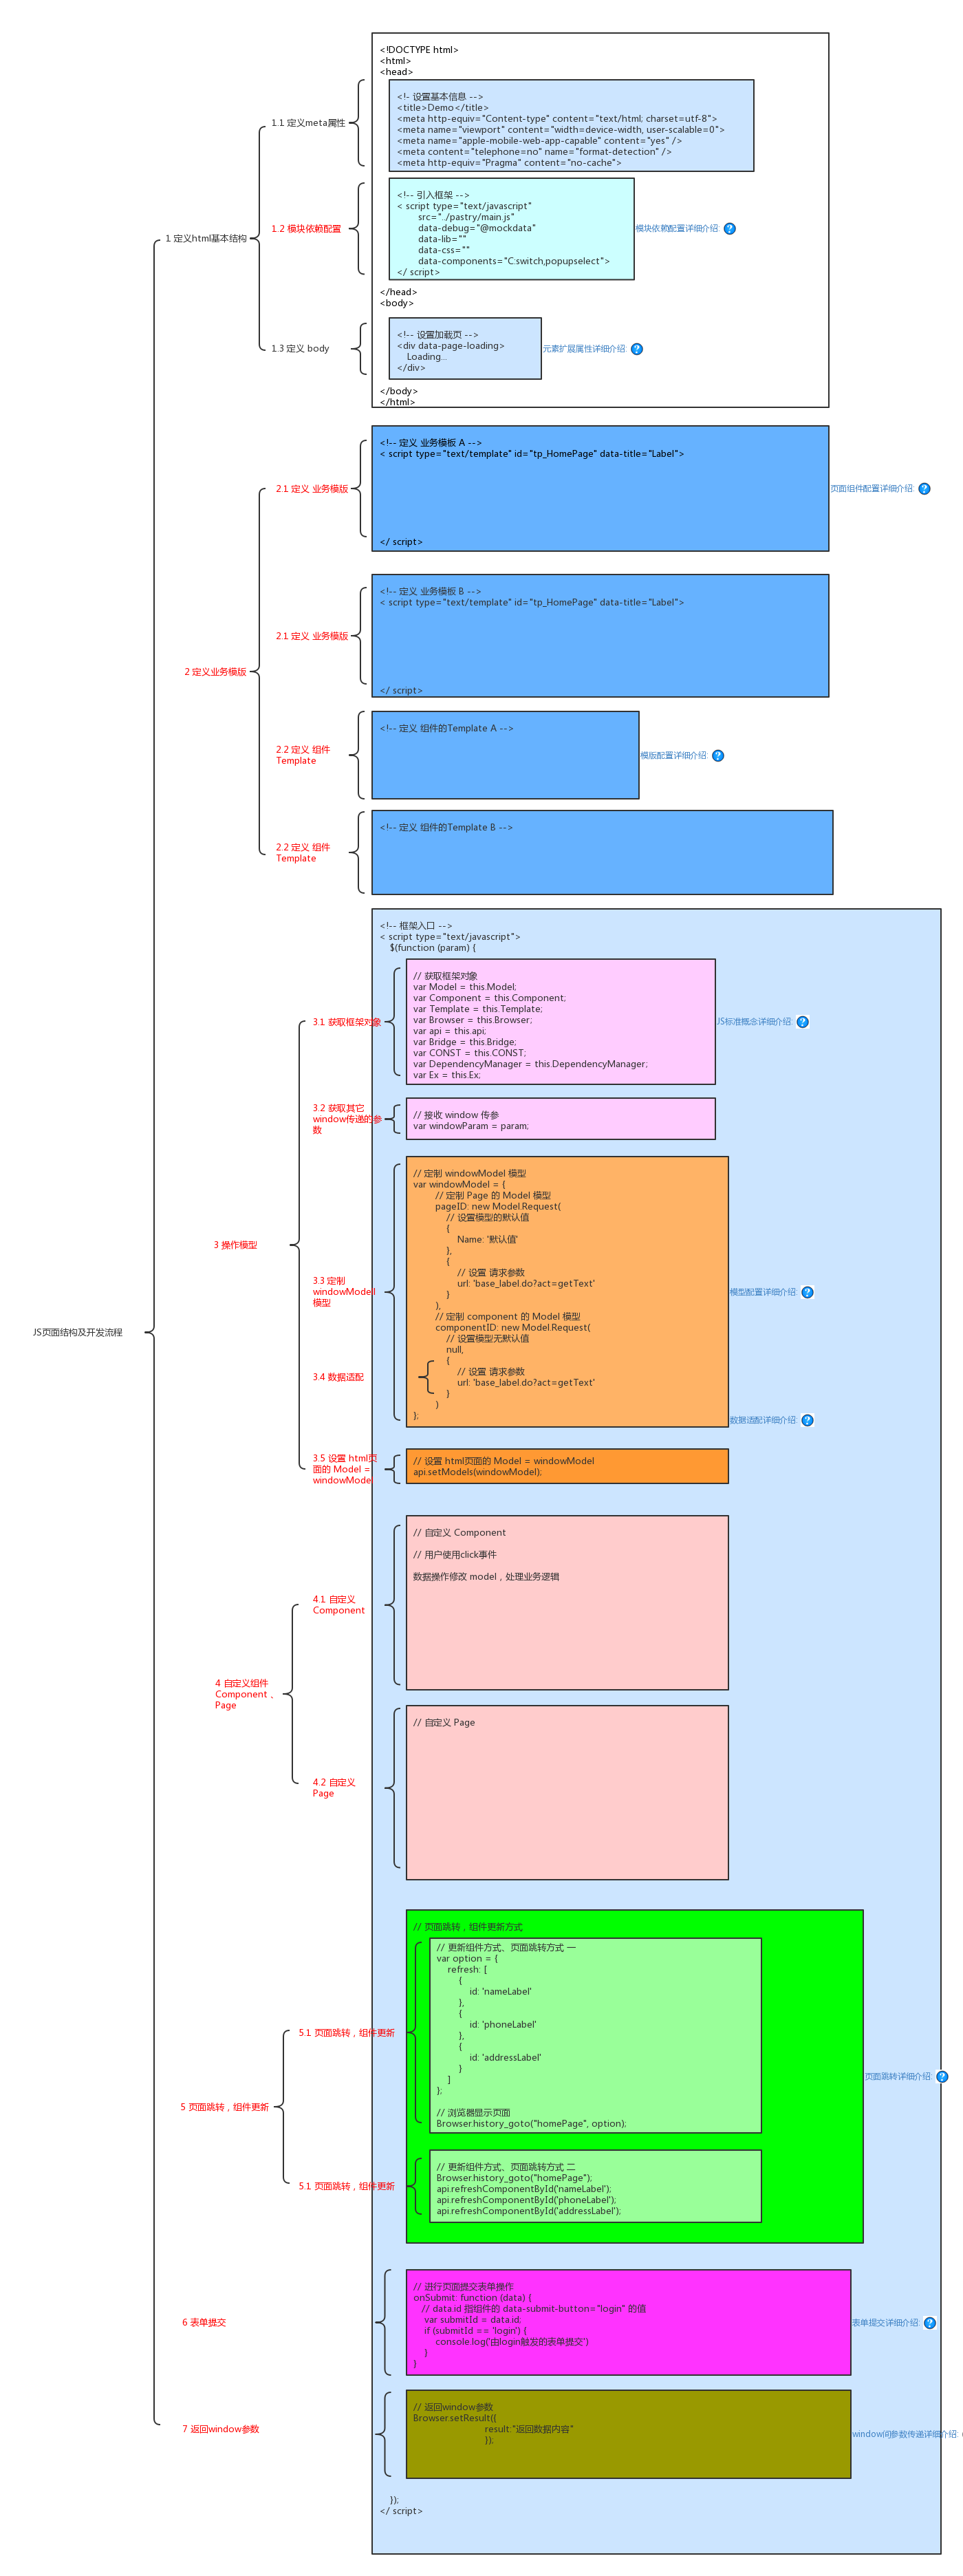 <!DOCTYPE html>
<html>
<head>
1.1 定义meta属性
<!- 设置基本信息 -->
<title>Demo</title>
<meta http-equiv="Content-type" content="text/html; charset=utf-8">
<meta name="viewport" content="width=device-width, user-scalable=0">
<meta name="apple-mobile-web-app-capable" content="yes" />
<meta content="telephone=no" name="format-detection" />
<meta http-equiv="Pragma" content="no-cache">
1 定义html基本结构
1.2 模块依赖配置
<!-- 引入框架 -->
< script type="text/javascript"
src="../pastry/main.js"
data-debug="@mockdata"
data-lib=""
data-css=""
data-components="C:switch,popupselect">
</ script>
模块依赖配置详细介绍:
</head>
<body>
1.3 定义 body
<!-- 设置加载页 -->
<div data-page-loading>
Loading...
</div>
元素扩展属性详细介绍:
</body>
</html>
2.1 定义 业务模版
<!-- 定义 业务模板 A -->
< script type="text/template" id="tp_HomePage" data-title="Label">
</ script>
页面组件配置详细介绍:
2.1 定义 业务模版
<!-- 定义 业务模板 B -->
< script type="text/template" id="tp_HomePage" data-title="Label">
</ script>
2 定义业务模版
2.2 定义 组件
Template
<!-- 定义 组件的Template A -->
模版配置详细介绍:
2.2 定义 组件
Template
<!-- 定义 组件的Template B -->
<!-- 框架入口 -->
< script type="text/javascript">
$(function (param) {
3.1 获取框架对象
// 获取框架对象
var Model = this.Model;
var Component = this.Component;
var Template = this.Template;
var Browser = this.Browser;
var api = this.api;
var Bridge = this.Bridge;
var CONST = this.CONST;
var DependencyManager = this.DependencyManager;
var Ex = this.Ex;
JS标准概念详细介绍:
3.2 获取其它
window传递的参
数
// 接收 window 传参
var windowParam = param;
3 操作模型
3.3 定制
windowModel
模型
// 定制 windowModel 模型
var windowModel = {
// 定制 Page 的 Model 模型
pageID: new Model.Request(
// 设置模型的默认值
{
Name: '默认值'
},
{
// 设置 请求参数
url: 'base_label.do?act=getText'
}
),
// 定制 component 的 Model 模型
componentID: new Model.Request(
// 设置模型无默认值
null,
{
// 设置 请求参数
url: 'base_label.do?act=getText'
}
)
};
模型配置详细介绍:
JS页面结构及开发流程
3.4 数据适配
数据适配详细介绍:
3.5 设置 html页
面的 Model =
windowModel
// 设置 html页面的 Model = windowModel
api.setModels(windowModel);
4.1 自定义
Component
// 自定义 Component
// 用户使用click事件
数据操作修改 model，处理业务逻辑
4 自定义组件
Component 、
Page
4.2 自定义
Page
// 自定义 Page
// 页面跳转，组件更新方式
5.1 页面跳转，组件更新
// 更新组件方式、页面跳转方式 一
var option = {
refresh: [
{
id: 'nameLabel'
},
{
id: 'phoneLabel'
},
{
id: 'addressLabel'
}
]
};
// 浏览器显示页面
Browser.history_goto("homePage", option);
页面跳转详细介绍:
5 页面跳转，组件更新
5.1 页面跳转，组件更新
// 更新组件方式、页面跳转方式 二
Browser.history_goto("homePage");
api.refreshComponentById('nameLabel');
api.refreshComponentById('phoneLabel');
api.refreshComponentById('addressLabel');
6 表单提交
// 进行页面提交表单操作
onSubmit: function (data) {
// data.id 指组件的 data-submit-button="login" 的值
var submitId = data.id;
if (submitId == 'login') {
console.log('由login触发的表单提交')
}
}
表单提交详细介绍:
7 返回window参数
// 返回window参数
Browser.setResult({
result:"返回数据内容"
});
window间参数传递详细介绍:
});
</ script>